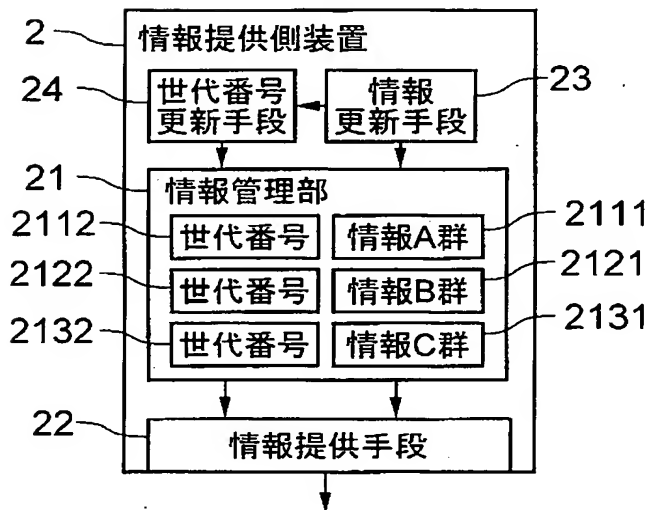 2
情報提供側装置
24
世代番号
更新手段
情報
更新手段
23
21
情報管理部
2112
世代番号
情報A群
2111
2122
世代番号
情報B群
2121
2132
世代番号
情報C群
2131
22
情報提供手段